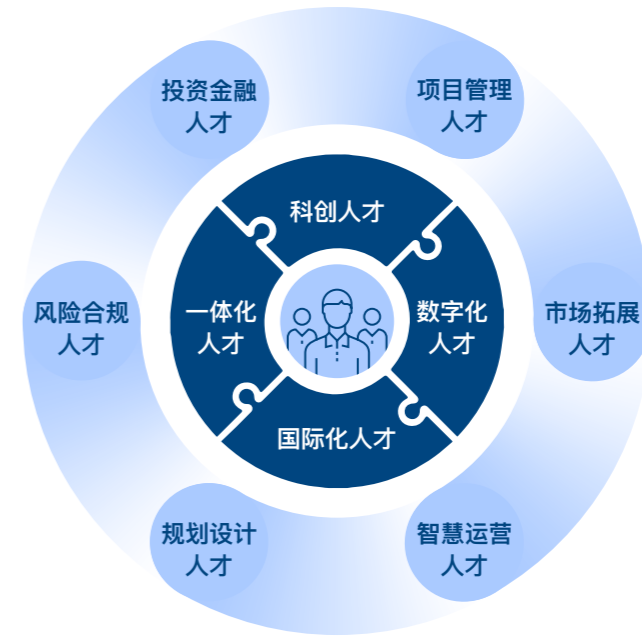 投资金融
人才
项目管理
人才
科创人才
风险合规
人才
一体化
人才
数字化
人才
市场拓展
人才
国际化人才
规划设计
人才
智慧运营
人才